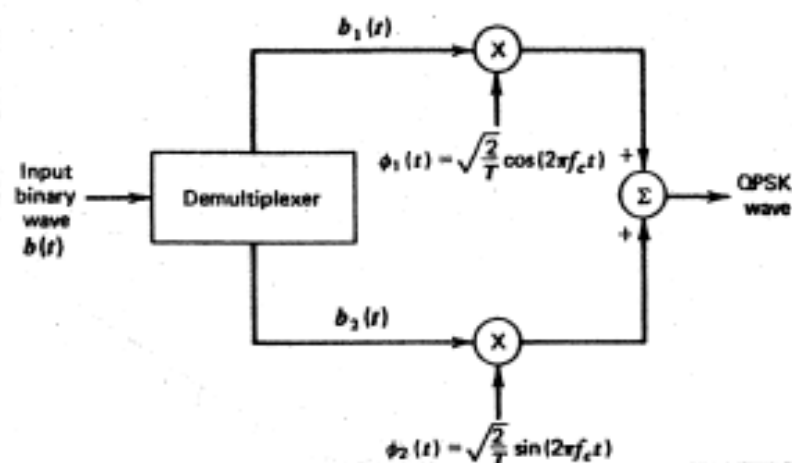 b₁(t)
X
ϕ₁(t) = √(2/T) cos(2πf_c t)
Input
binary
wave
b(t)
Demultiplexer
+
Σ
+
QPSK
wave
b₂(t)
X
ϕ₂(t) = √(2/T) sin(2πf_c t)